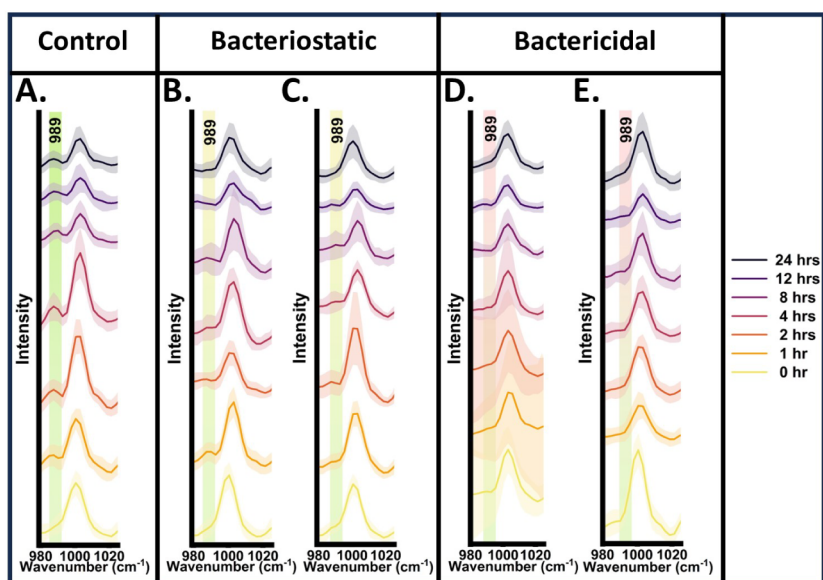 Control Bacteriostatic Bactericidal
A. B. C. D. E.
989 989 989 989 989
Intensity Intensity Intensity Intensity Intensity
24 hrs
12 hrs
8 hrs
4 hrs
2 hrs
1 hr
0 hr
980 1000 1020 980 1000 1020 980 1000 1020 980 1000 1020 980 1000 1020
Wavenumber (cm⁻¹) Wavenumber (cm⁻¹) Wavenumber (cm⁻¹) Wavenumber (cm⁻¹) Wavenumber (cm⁻¹)